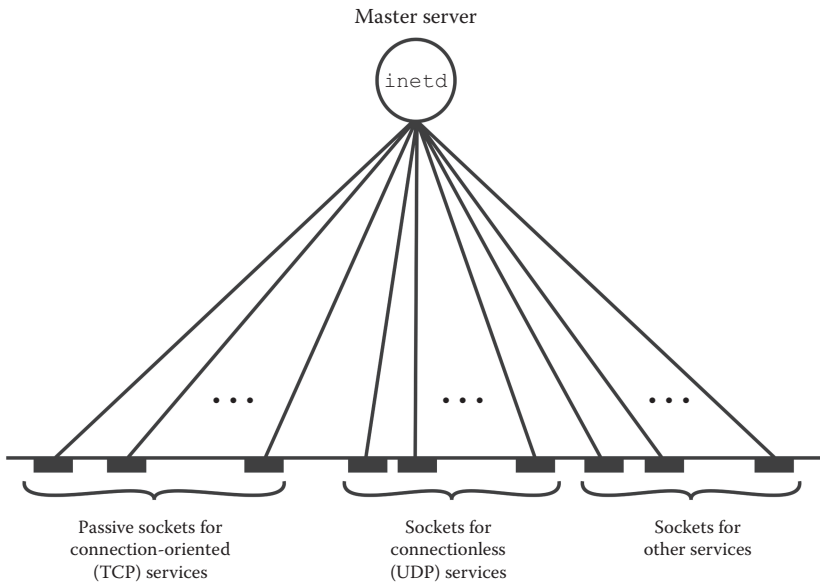 Master server
inetd
... ... ...
Passive sockets for
connection-oriented
(TCP) services
Sockets for
connectionless
(UDP) services
Sockets for
other services